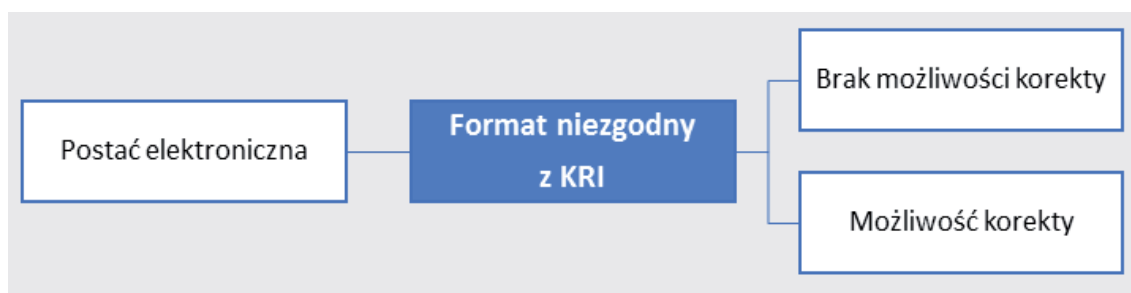 Postać elektroniczna
Format niezgodny
z KRI
Brak możliwości korekty
Możliwość korekty